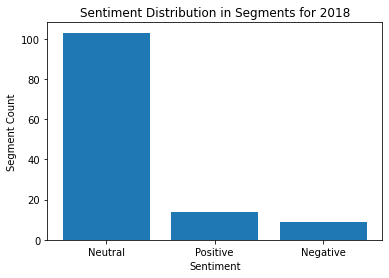 Sentiment Distribution in Segments for 2018
100
80
60
40
20
0
Segment Count
Neutral Positive Negative
Sentiment